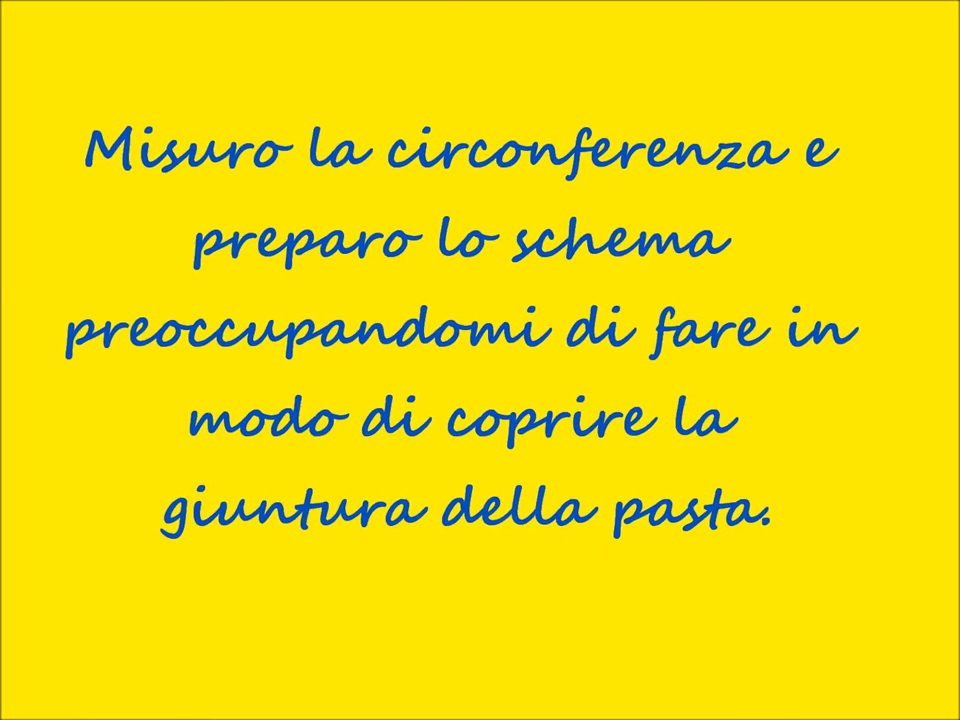 Misuro la circonferenza e
preparo lo schema
preoccupandomi di fare in
modo di coprire la
giuntura della pasta.